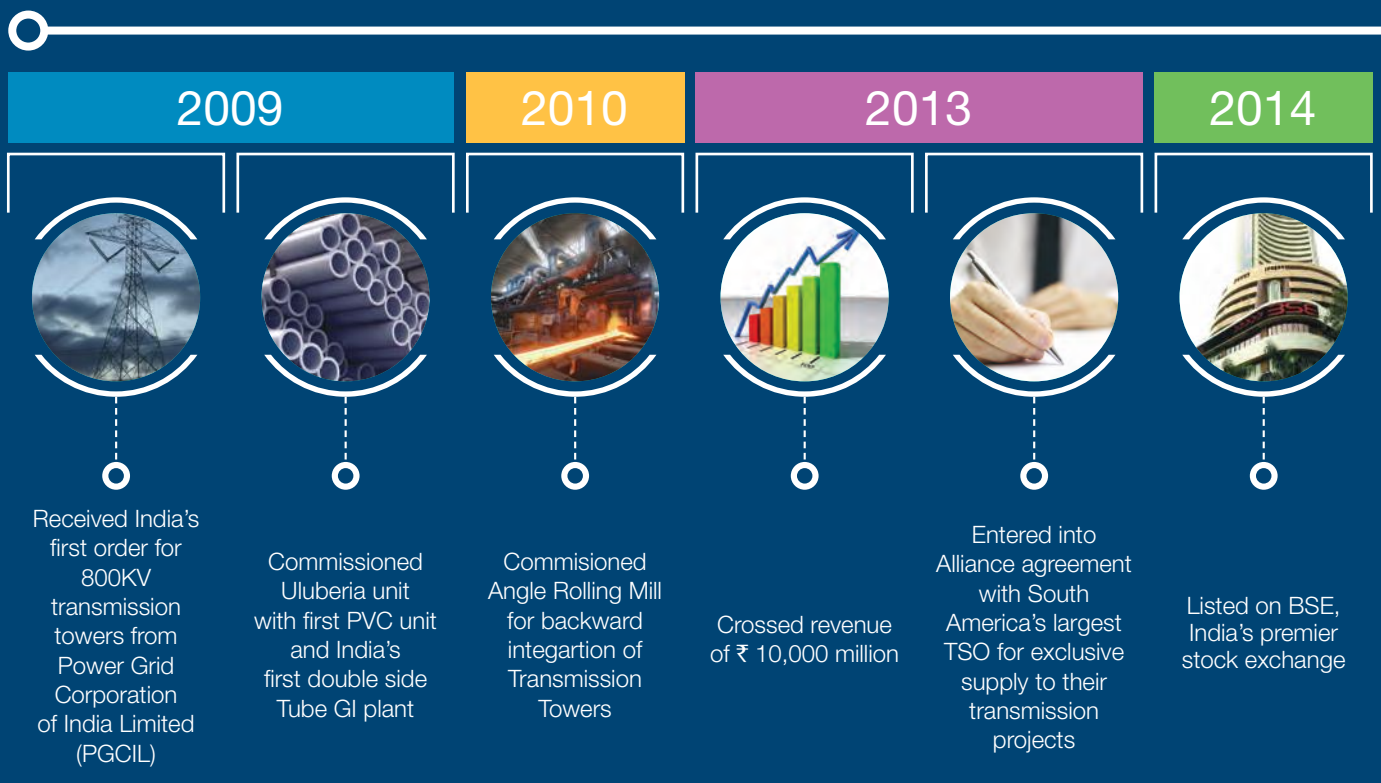 2009
2010
2013
2014
Received India’s
first order for
800KV
transmission
towers from
Power Grid
Corporation
of India Limited
(PGCIL)
Commissioned
Uluberia unit
with first PVC unit
and India’s
first double side
Tube GI plant
Commisioned
Angle Rolling Mill
for backward
integartion of
Transmission
Towers
Crossed revenue
of ₹ 10,000 million
Entered into
Alliance agreement
with South
America’s largest
TSO for exclusive
supply to their
transmission
projects
BSE
Listed on BSE,
India’s premier
stock exchange